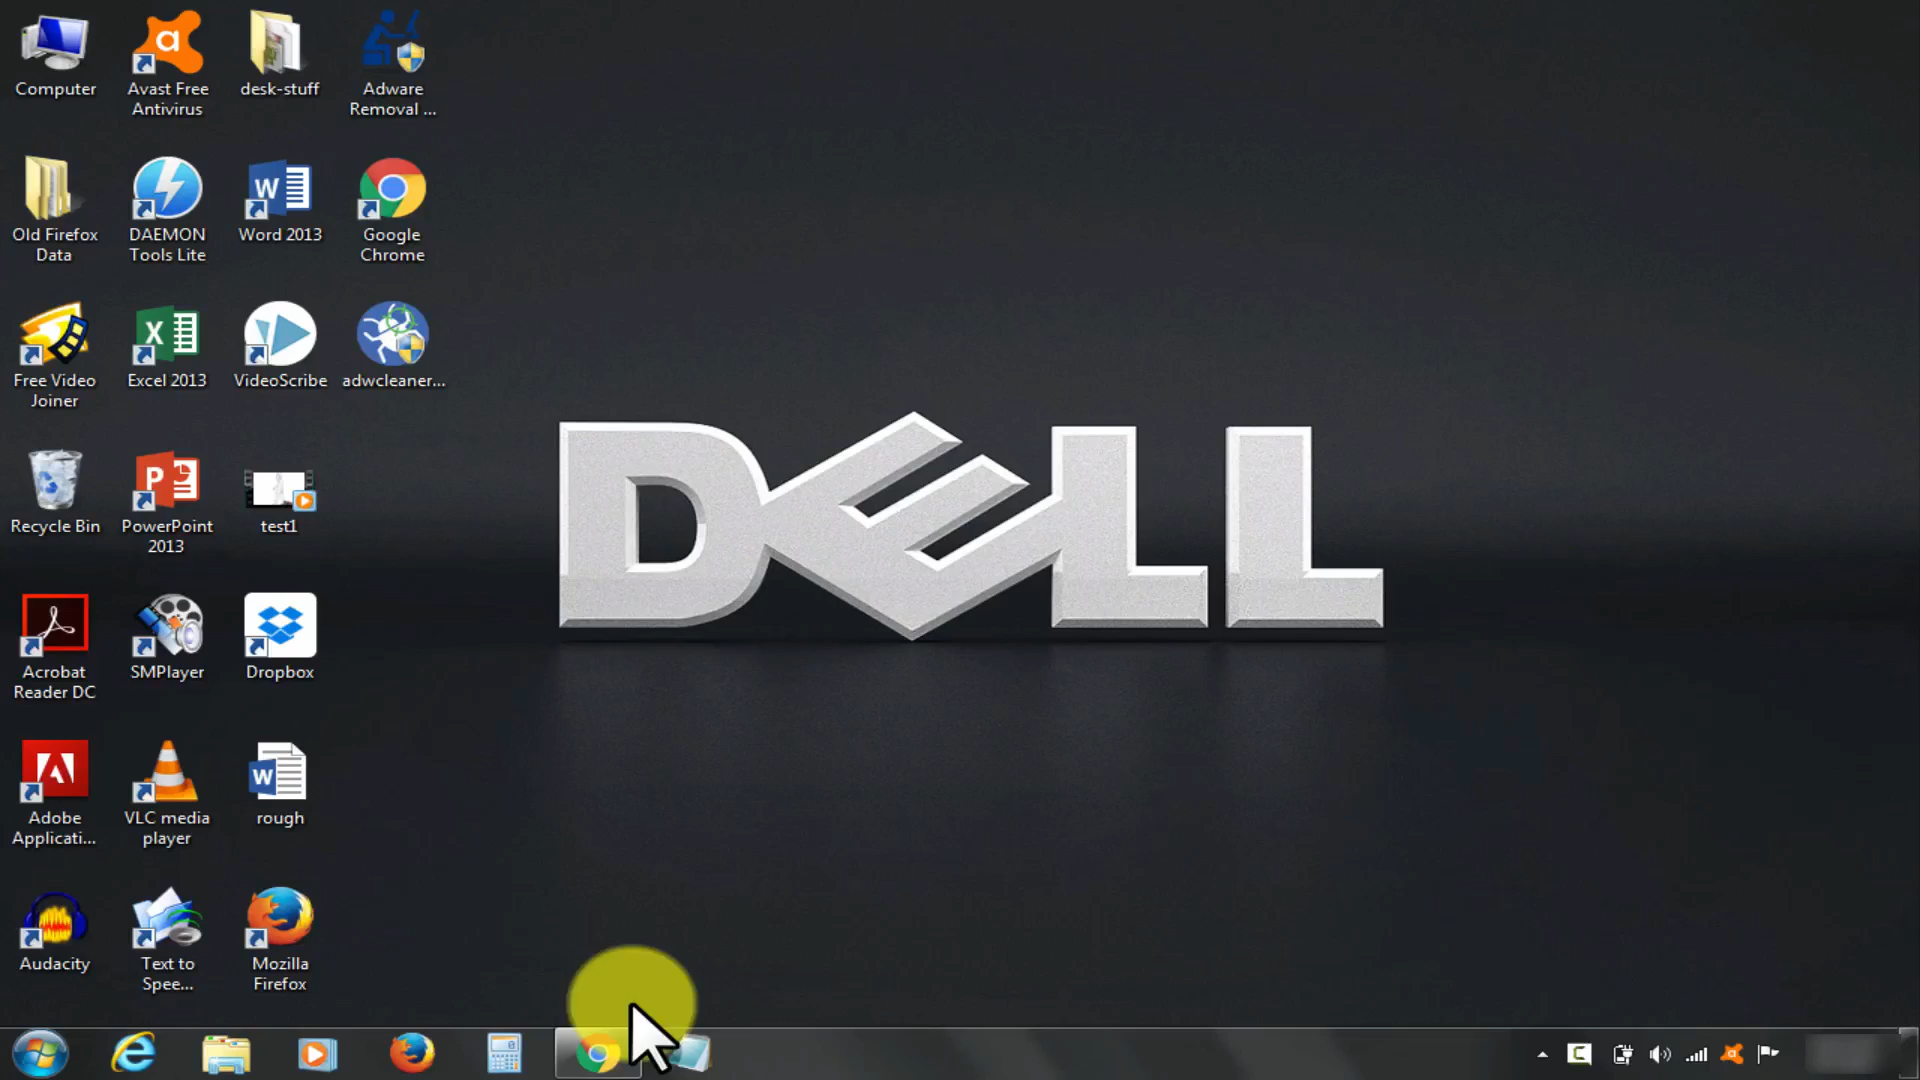 Computer
Avast Free
Antivirus
desk-stuff
Adware
Removal ...
Old Firefox
Data
DAEMON
Tools Lite
Word 2013
Google
Chrome
Free Video
Joiner
Excel 2013
VideoScribe
adwcleaner...
Recycle Bin
PowerPoint
2013
test1
Acrobat
Reader DC
SMPlayer
Dropbox
Adobe
Applicati...
VLC media
player
rough
Audacity
Text to
Spee...
Mozilla
Firefox
DELL